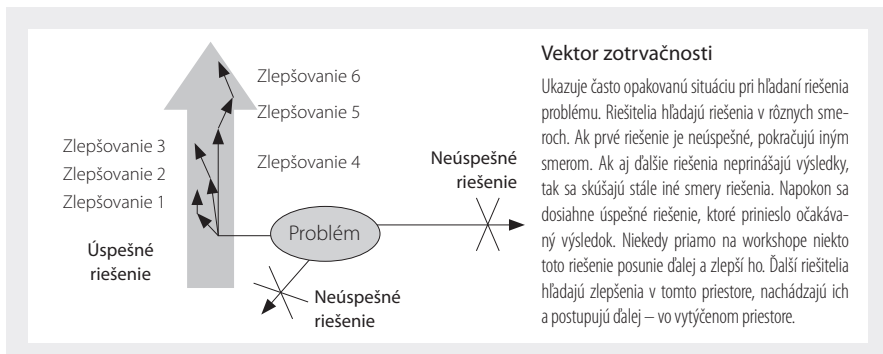 Zlepšovanie 6
Zlepšovanie 5
Zlepšovanie 3
Zlepšovanie 4
Zlepšovanie 2
Zlepšovanie 1
Úspešné
riešenie
Problém
Neúspešné
riešenie
Neúspešné
riešenie
Vektor zotrvačnosti
Ukazuje často opakovanú situáciu pri hľadaní riešenia
problému. Riešitelia hľadajú riešenia v rôznych sme-
roch. Ak prvé riešenie je neúspešné, pokračujú iným
smerom. Ak aj ďalšie riešenia neprinášajú výsledky,
tak sa skúšajú stále iné smery riešenia. Napokon sa
dosiahne úspešné riešenie, ktoré prinieslo očakáva-
ný výsledok. Niekedy priamo na workshope niekto
toto riešenie posunie ďalej a zlepší ho. Ďalší riešitelia
hľadajú zlepšenia v tomto priestore, nachádzajú ich
a postupujú ďalej – vo vytýčenom priestore.